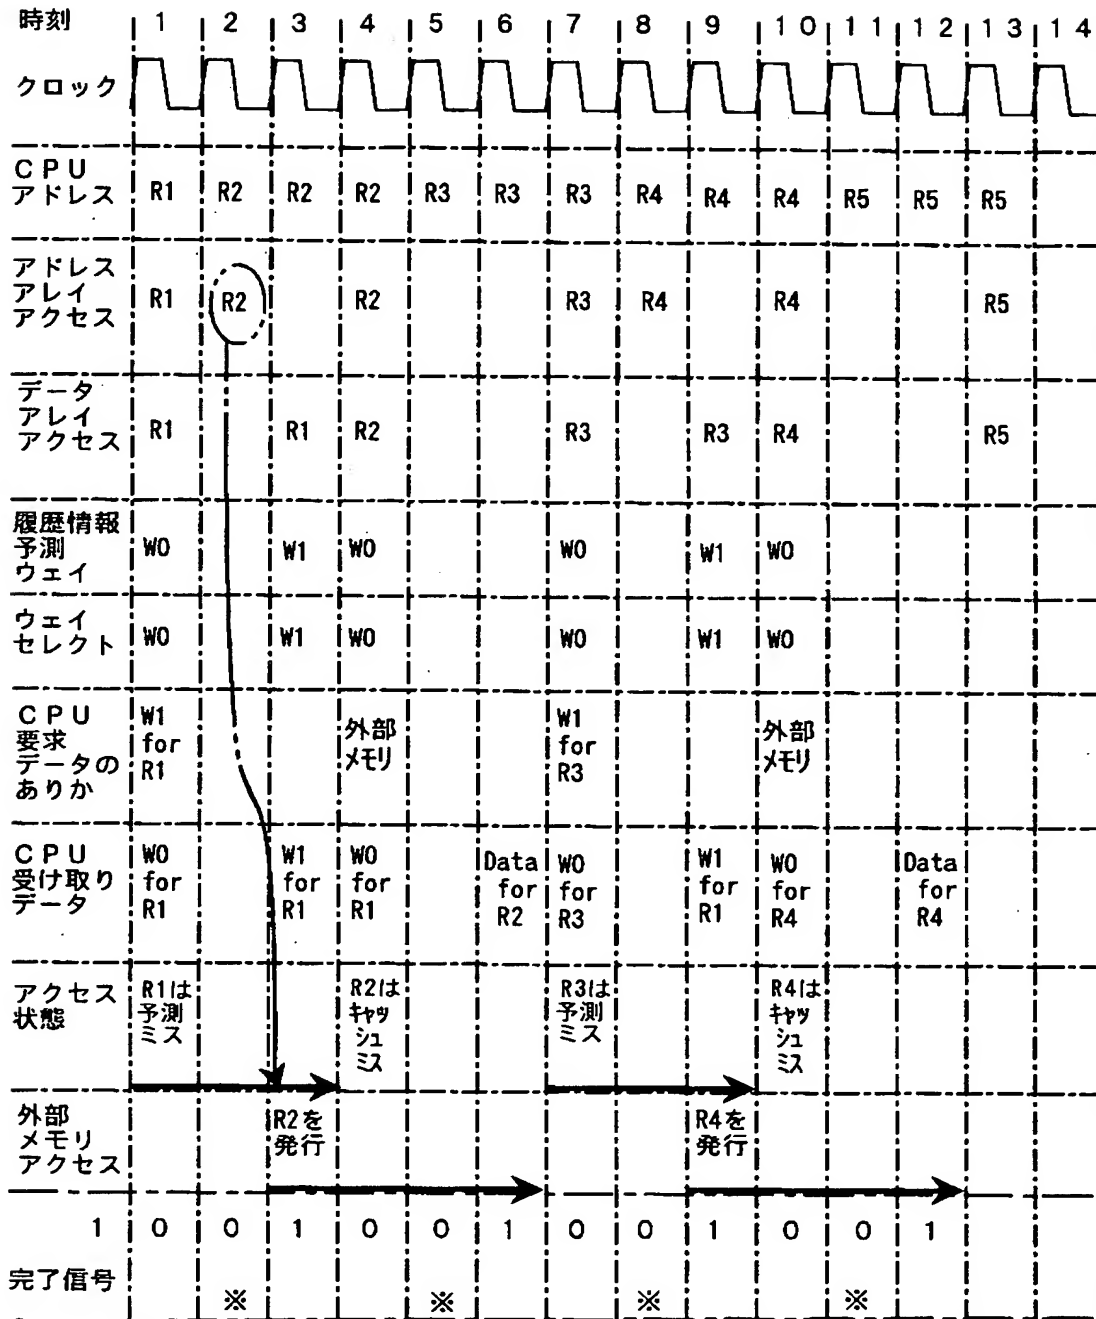 時刻 1 2 3 4 5 6 7 8 9 10 11 12 13 14
クロック
CPU
アドレス R1 R2 R2 R2 R3 R3 R3 R4 R4 R4 R5 R5 R5
アドレス
アレイ
アクセス R1 R2 R2 R3 R4 R4 R5
データ
アレイ
アクセス R1 R1 R2 R3 R3 R4 R5
履歴情報
予測
ウェイ W0 W1 W0 W0 W1 W0
ウェイ
セレクト W0 W1 W0 W0 W1 W0
CPU
要求
データの
ありか
W1
for
R1
外部
メモリ
W1
for
R3
外部
メモリ
CPU
受け取り
データ
W0
for
R1
W1
for
R1
W0
for
R1
Data
for
R2
W0
for
R3
W1
for
R1
W0
for
R4
Data
for
R4
アクセス
状態
R1は
予測
ミス
R2は
キャッ
シュ
ミス
R3は
予測
ミス
R4は
キャッ
シュ
ミス
外部
メモリ
アクセス
R2を
発行
R4を
発行
1 0 0 1 0 0 1 0 0 1 0 0 1
完了信号
※ ※ ※ ※